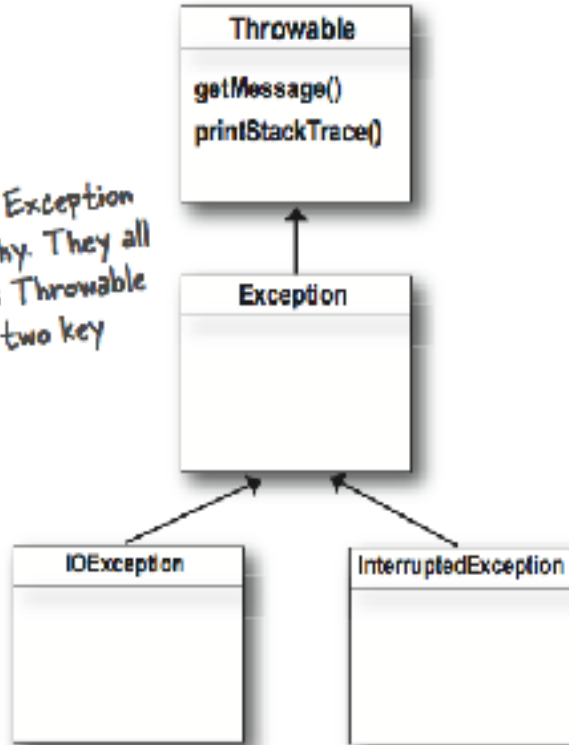 Throwable
getMessage()
printStackTrace()
Exception
hy. They all
Throwable
two key
Exception
IOException
InterruptedException